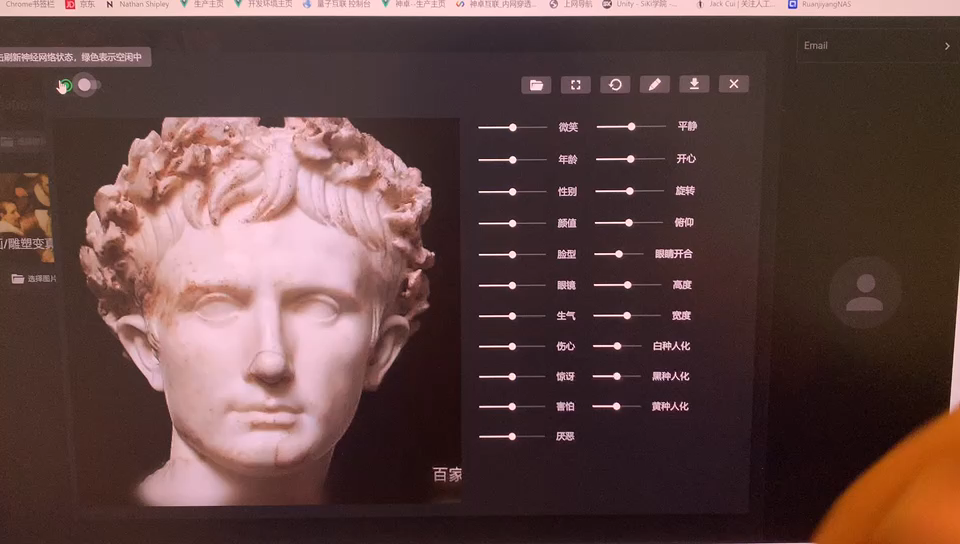 Chrome书签栏 京东 Nathan Shipley 生产主页 开发环境主页 量子互联 控制台 神卓--生产主页 神卓互联_内网穿透... 上网导航 Unity - SiKi学院 -... Jack Cui | 关注人工... RuanjiyangNAS
击刷新神经网络状态，绿色表示空闲中
Email
微笑 平静
年龄 开心
性别 旋转
颜值 俯仰
脸型 眼睛开合
眼镜 高度
生气 宽度
伤心 白种人化
惊讶 黑种人化
害怕 黄种人化
厌恶
/雕塑变真
选择图片
百家